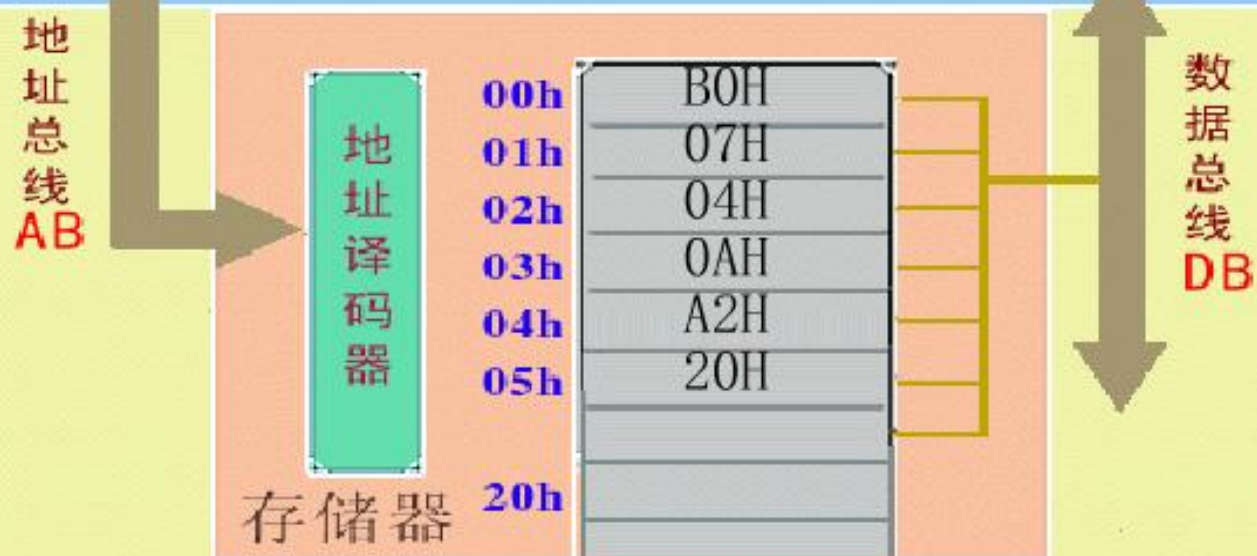 地址总线
AB
地址译码器
存储器
00h B0H
01h 07H
02h 04H
03h 0AH
04h A2H
05h 20H
20h
数据总线
DB